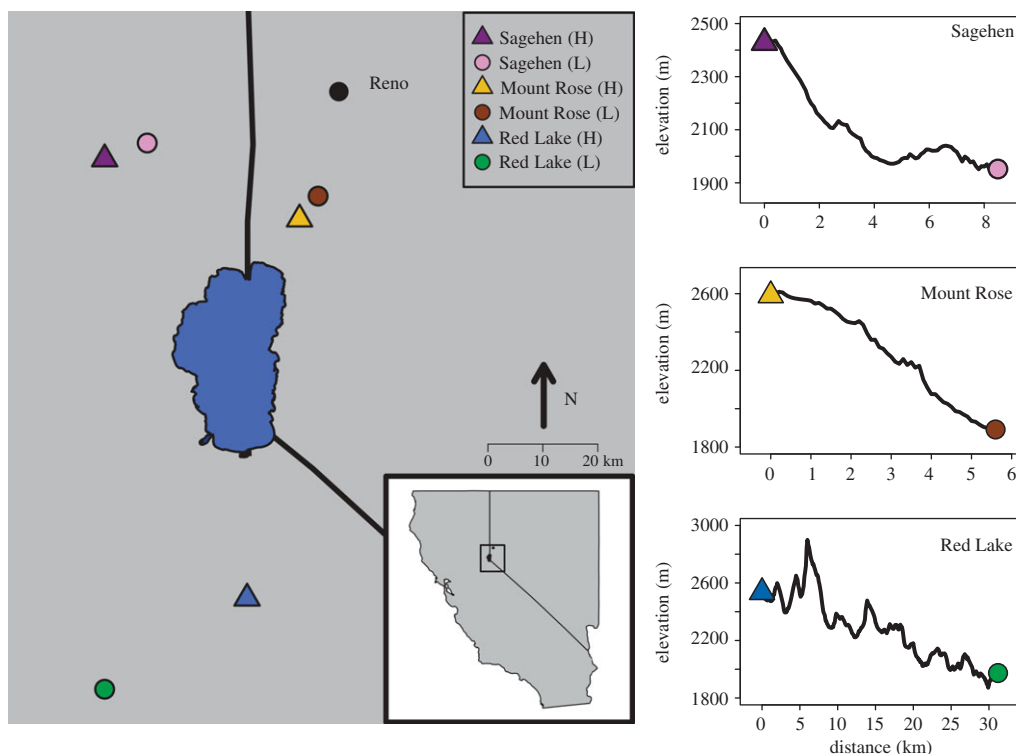 Sagehen (H)
Sagehen (L)
Mount Rose (H)
Mount Rose (L)
Red Lake (H)
Red Lake (L)
Reno
N
0 10 20 km
Sagehen
elevation (m)
2500
2300
2100
1900
0 2 4 6 8
Mount Rose
elevation (m)
2600
2200
1800
0 1 2 3 4 5 6
Red Lake
elevation (m)
3000
2600
2200
1800
0 5 10 15 20 25 30
distance (km)